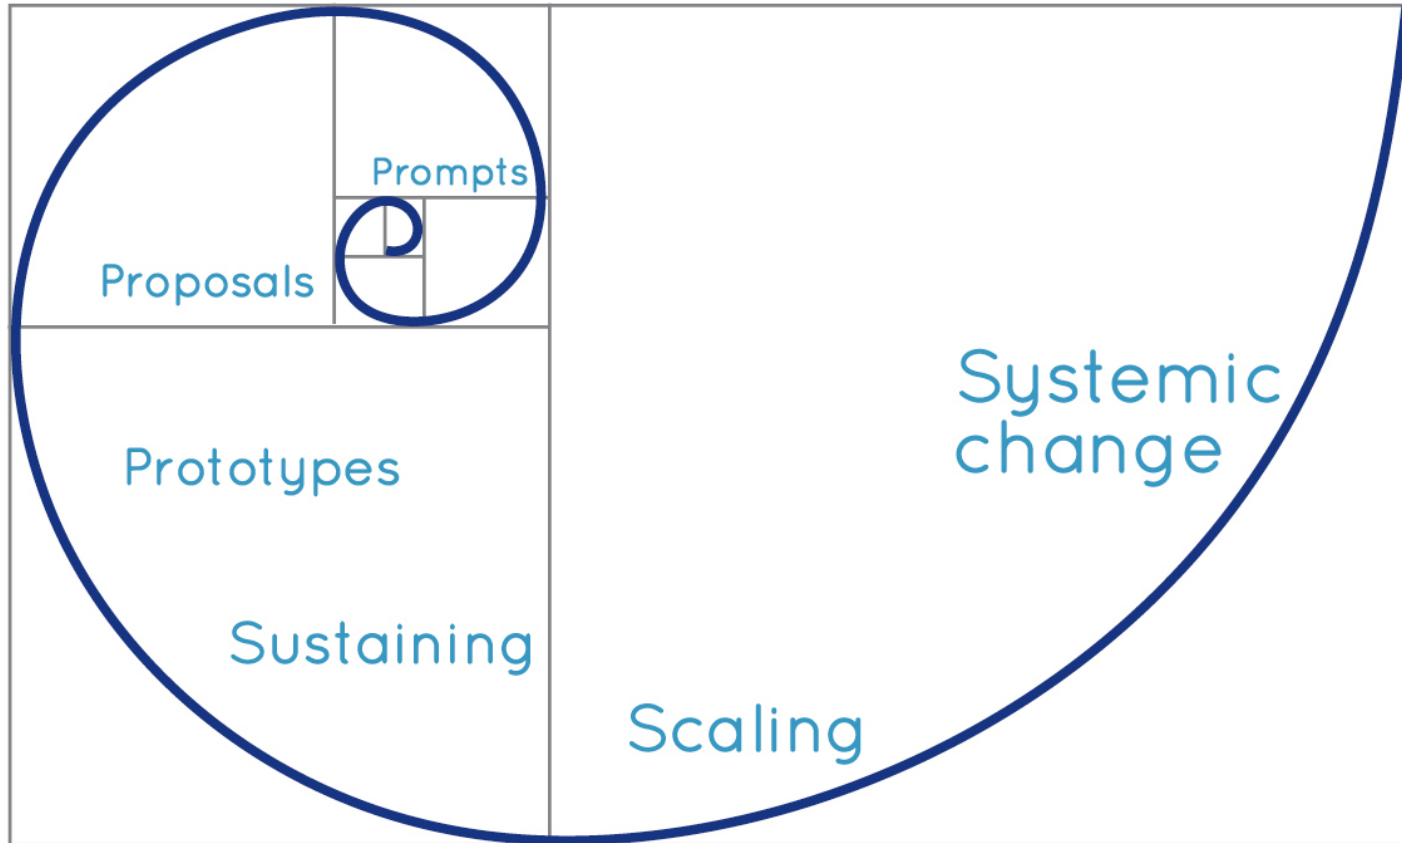 Prompts
Proposals
Prototypes
Sustaining
Scaling
Systemic
change